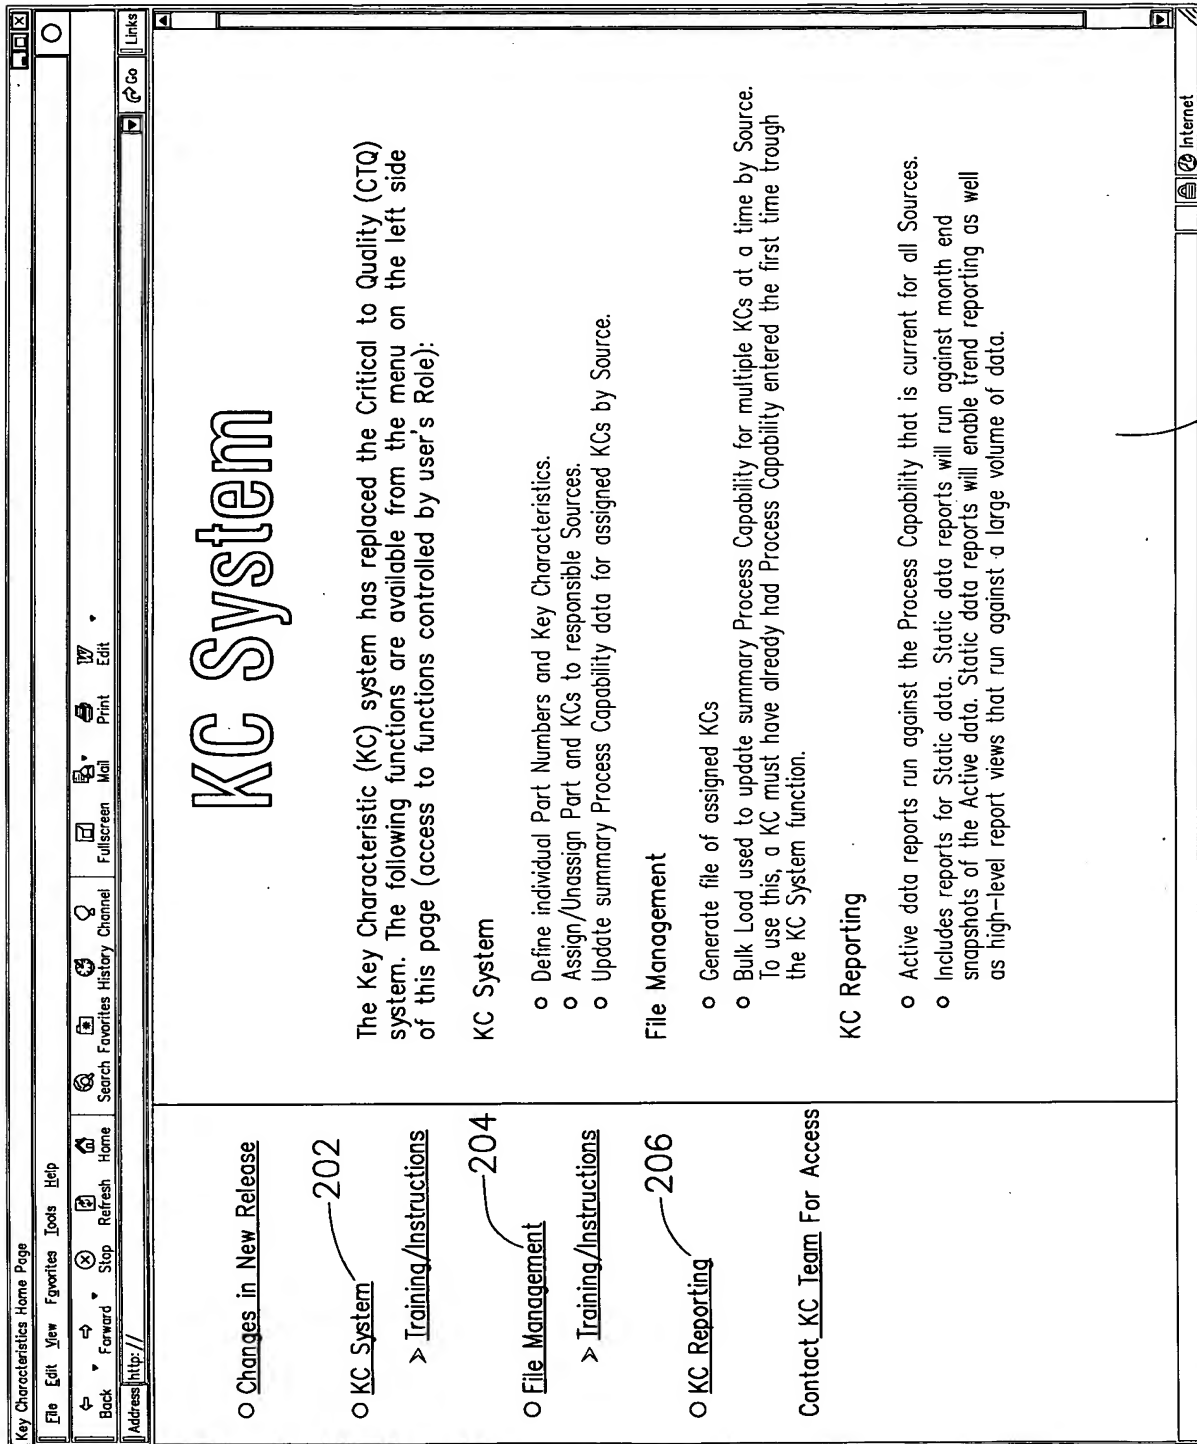 Key Characteristics Home Page
File Edit View Favorites Tools Help
Back Forward Stop Refresh Home Search Favorites History Channel Fullscreen Mail Print Edit
Address http:// Go Links
Changes in New Release
KC System 202
> Training/Instructions
File Management 204
> Training/Instructions
KC Reporting 206
Contact KC Team For Access
KC System
The Key Characteristic (KC) system has replaced the Critical to Quality (CTQ)
system. The following functions are available from the menu on the left side
of this page (access to functions controlled by user's Role):
KC System
o Define individual Part Numbers and Key Characteristics.
o Assign/Unassign Part and KCs to responsible Sources.
o Update summary Process Capability data for assigned KCs by Source.
File Management
o Generate file of assigned KCs
o Bulk Load used to update summary Process Capability for multiple KCs at a time by Source.
To use this, a KC must have already had Process Capability entered the first time trough
the KC System function.
KC Reporting
o Active data reports run against the Process Capability that is current for all Sources.
o Includes reports for Static data. Static data reports will run against month end
snapshots of the Active data. Static data reports will enable trend reporting as well
as high-level report views that run against a large volume of data.
Internet